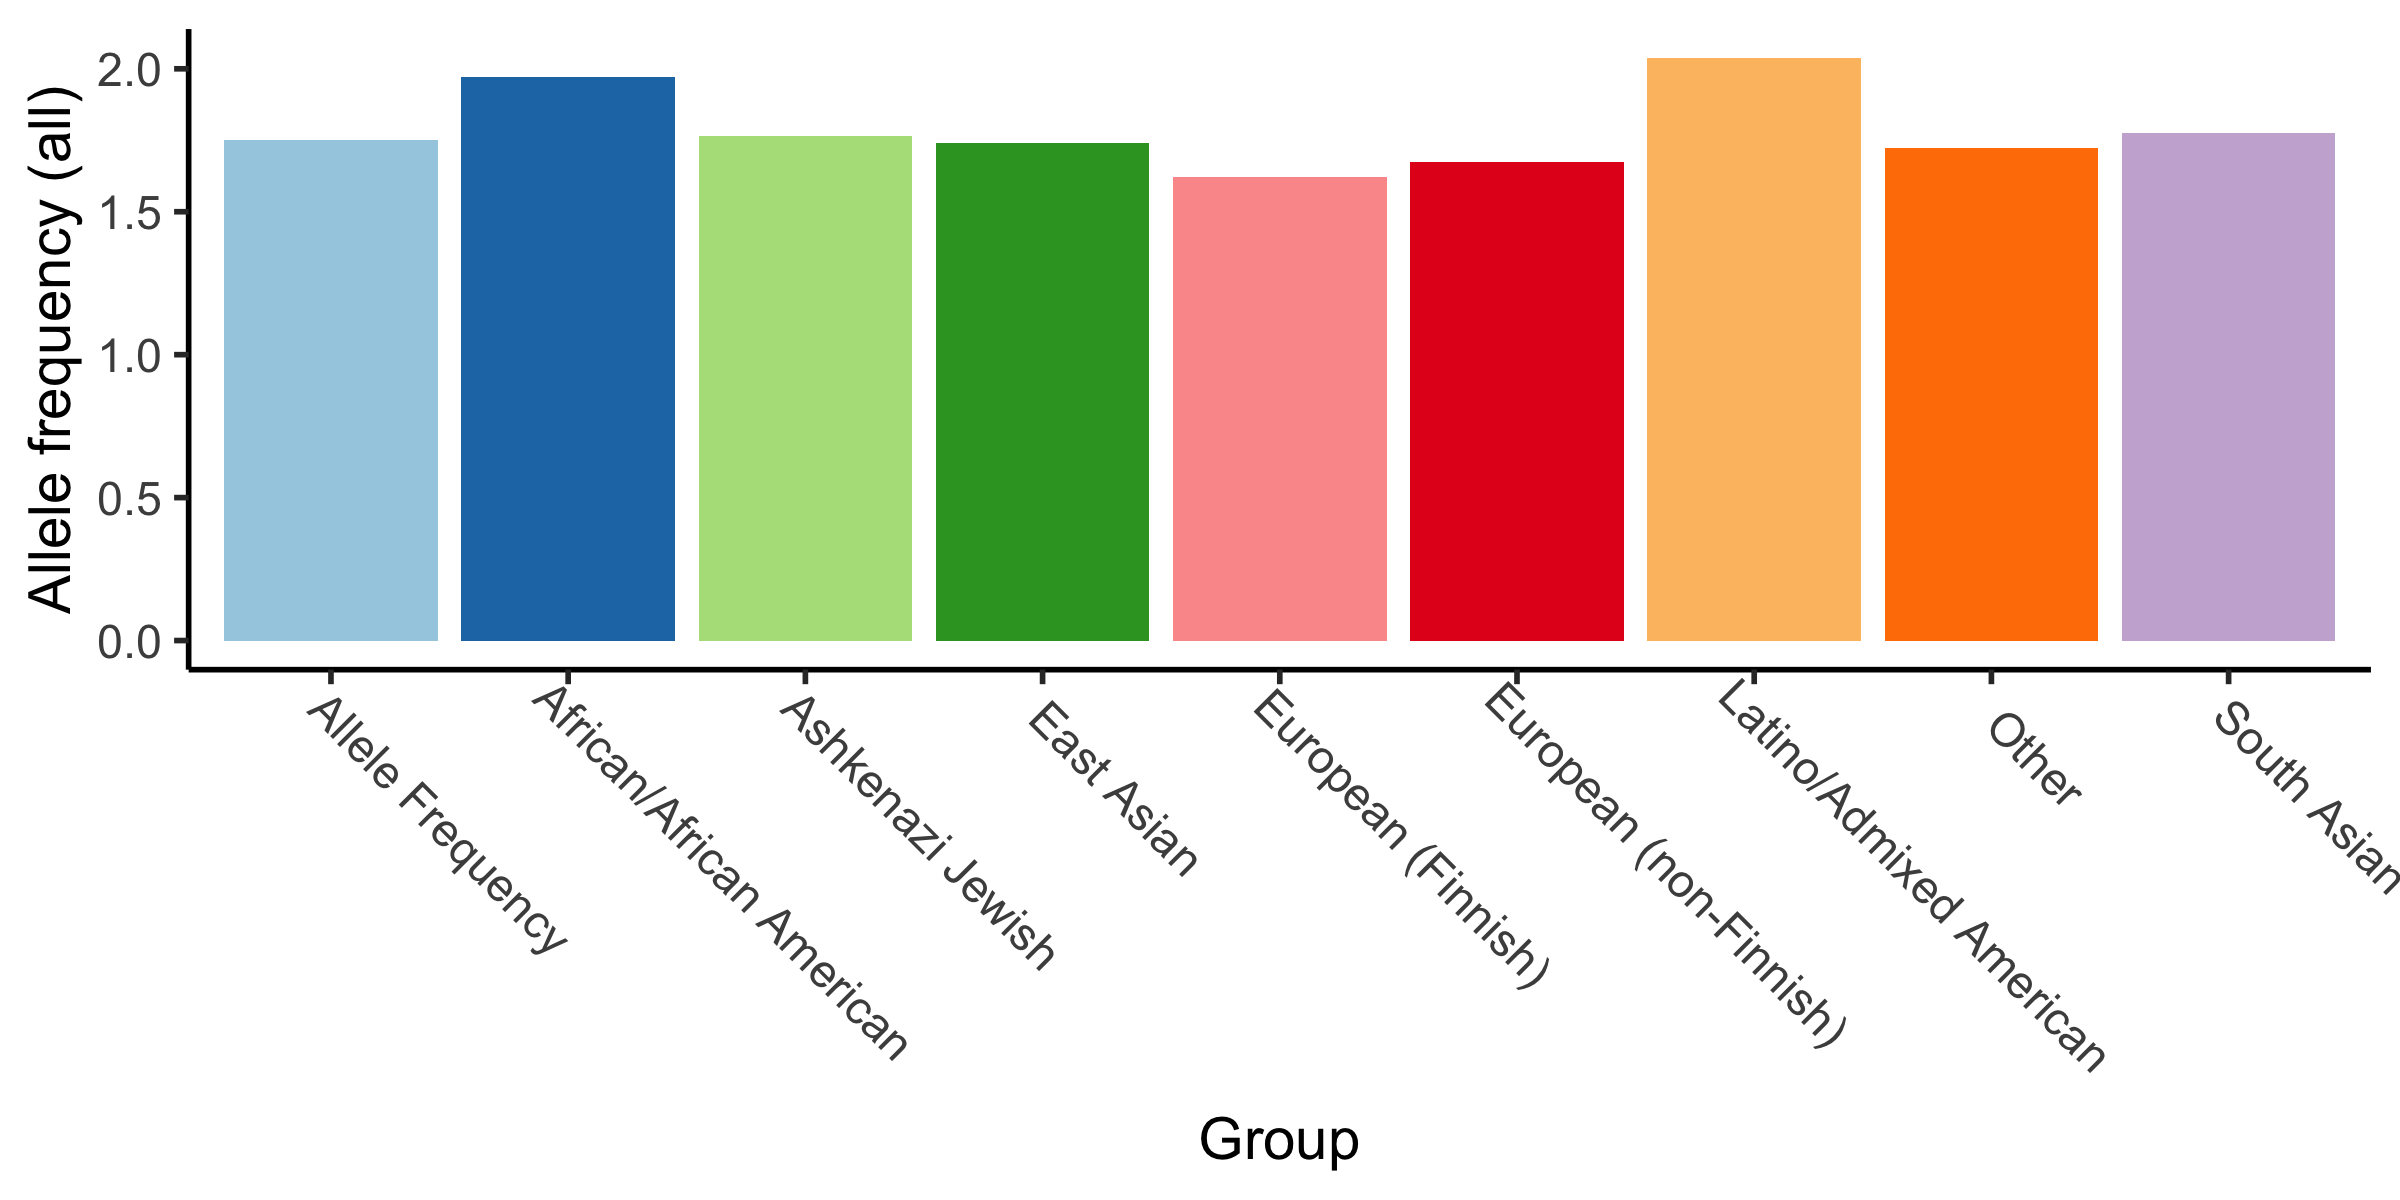 Allele frequency (all)
2.0
1.5
1.0
0.5
0.0
Allele Frequency
African/African American
Ashkenazi Jewish
East Asian
European (Finnish)
European (non-Finnish)
Latino/Admixed American
Other
South Asian
Group